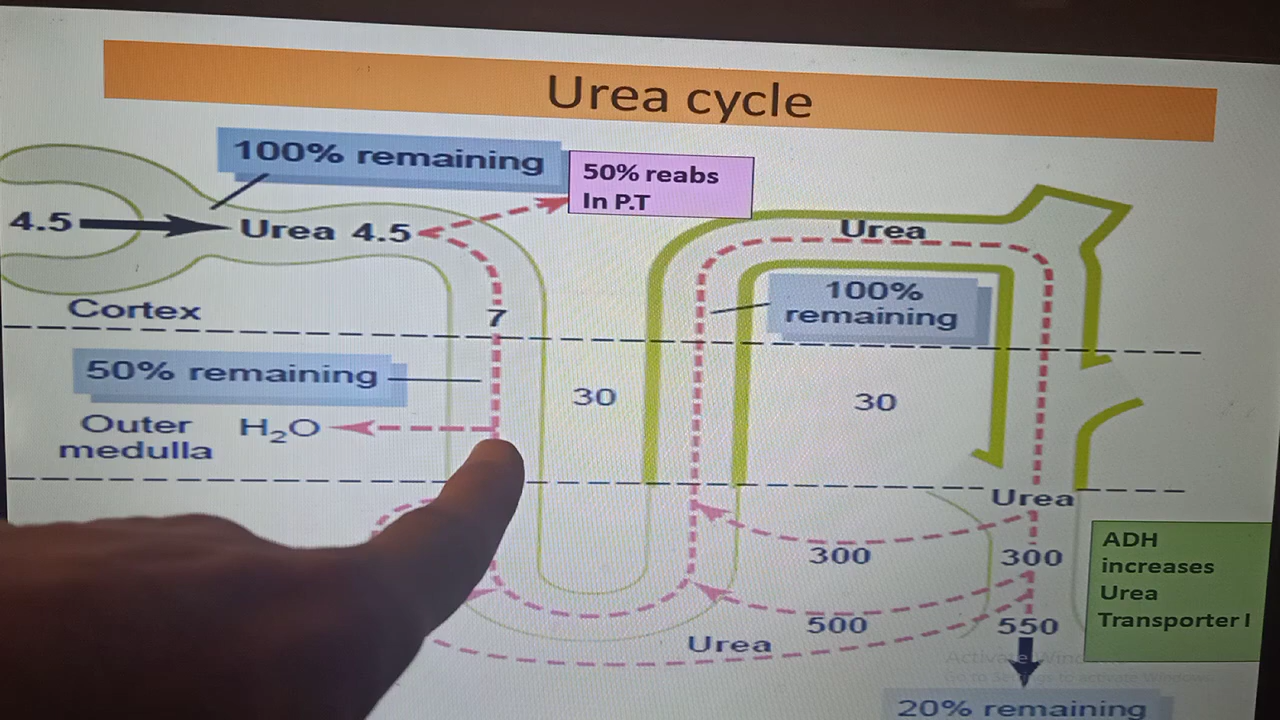 Urea cycle
100% remaining
50% reabs
In P.T
4.5
Urea 4.5
Urea
100%
remaining
Cortex
7
50% remaining
30
30
Outer
medulla
H₂O
Urea
300
300
ADH
increases
Urea
Transporter I
500
550
Urea
20% remaining